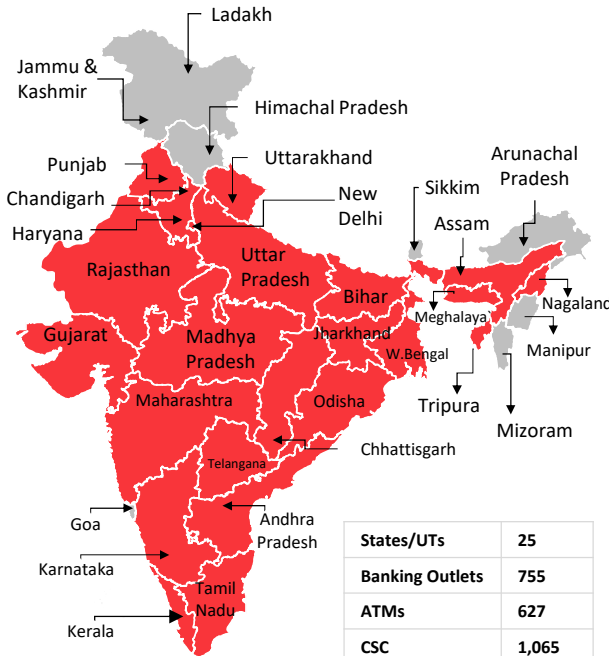 Ladakh
Jammu &
Kashmir
Himachal Pradesh
Punjab
Uttarakhand
Arunachal
Pradesh
Sikkim
Chandigarh
New
Delhi
Assam
Haryana
Rajasthan
Uttar
Pradesh
Bihar
Meghalaya
Nagaland
Gujarat
Madhya
Pradesh
Jharkhand
W.Bengal
Manipur
Maharashtra
Odisha
Tripura
Mizoram
Chhattisgarh
Telangana
Goa
Andhra
Pradesh
Karnataka
Tamil
Nadu
Kerala
States/UTs 25
Banking Outlets 755
ATMs 627
CSC 1,065